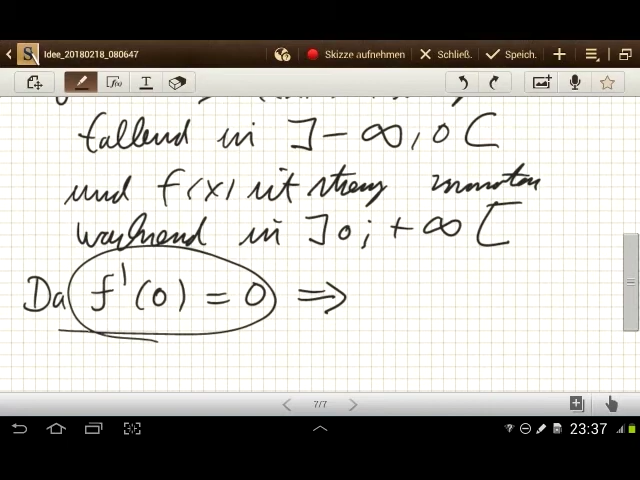 Idee_20180218_080647
Skizze aufnehmen
Schließ.
Speich.
fallend in ]-∞, 0[
und f(x) ist streng monoton
wachsend in ]0; +∞[
Da f'(0) = 0 ⇒
7/7
23:37